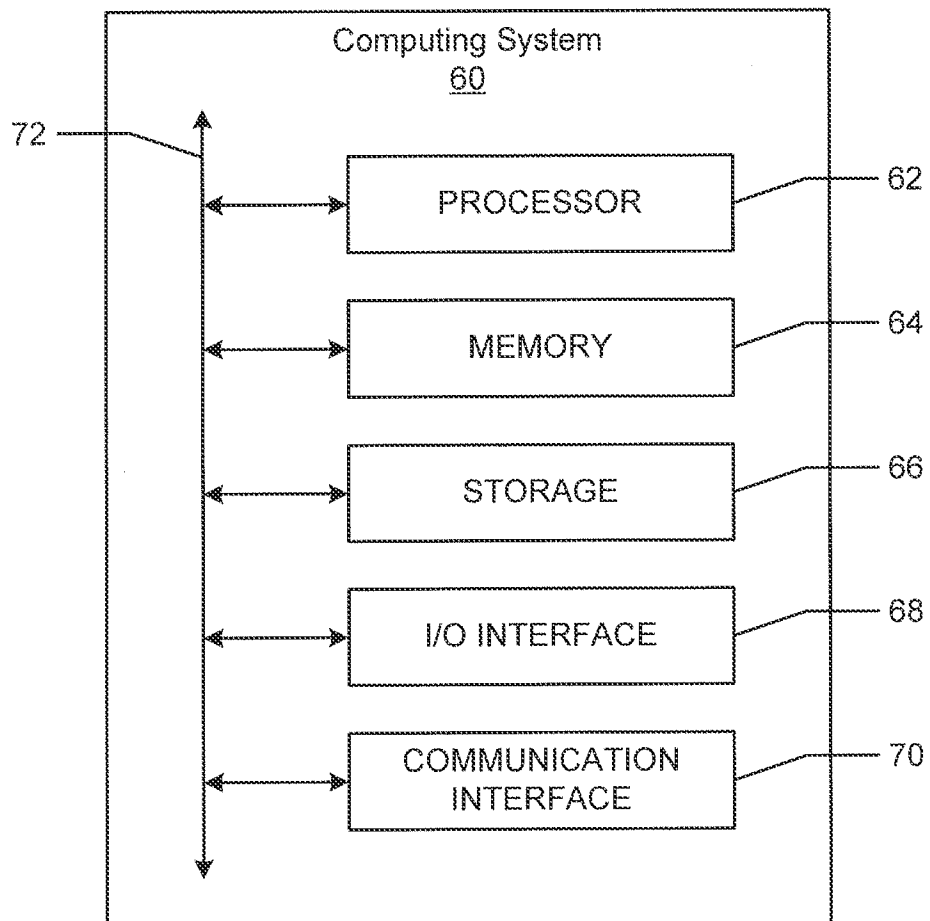 Computing System
60
72
PROCESSOR
62
MEMORY
64
STORAGE
66
I/O INTERFACE
68
COMMUNICATION
INTERFACE
70